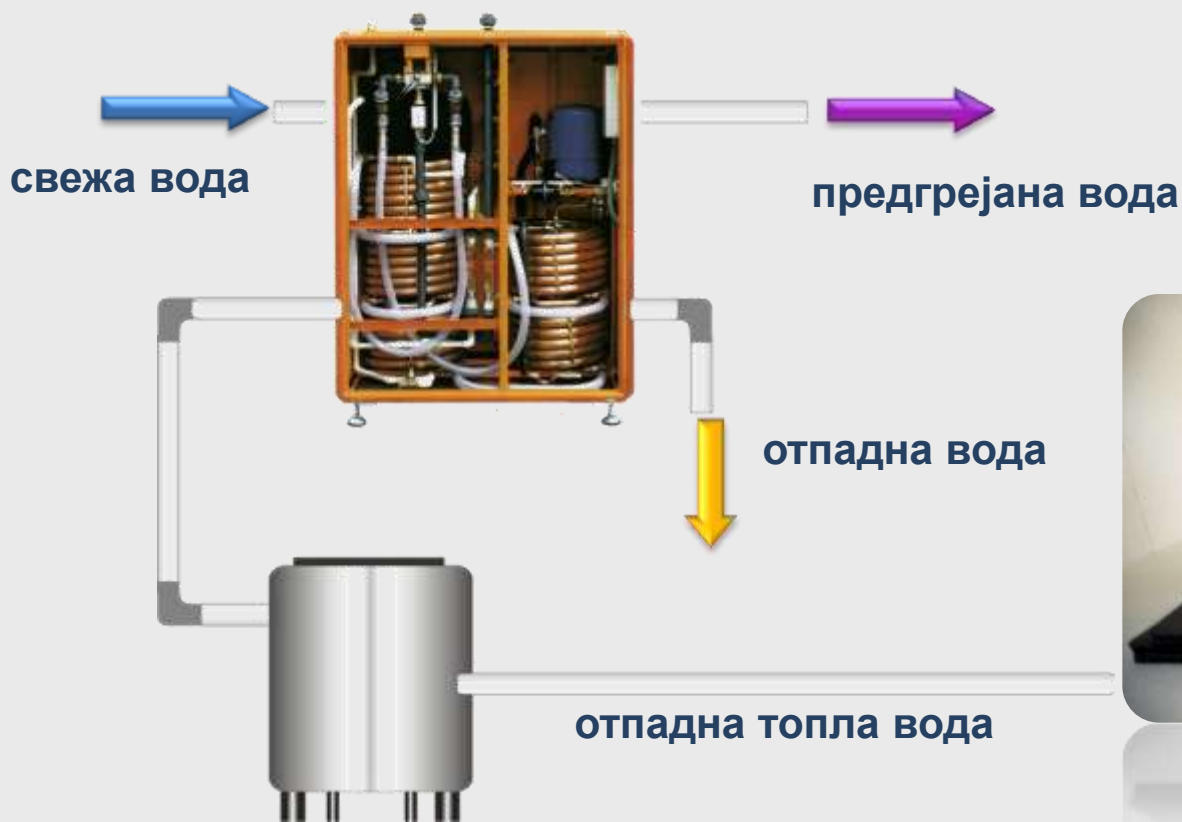 свежа вода
предгрејана вода
отпадна вода
отпадна топла вода